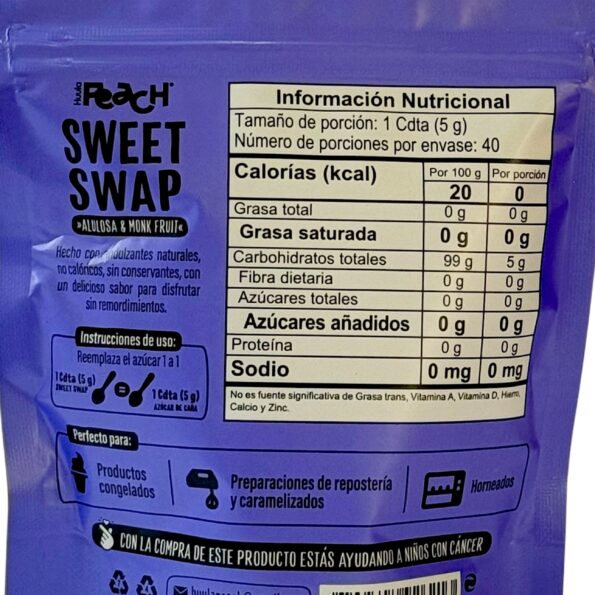 Huula
PeacH
SWEET
SWAP
»ALULOSA & MONK FRUIT«
Hecho con edulzantes naturales,
no calóricos, sin conservantes, con
un delicioso sabor para disfrutar
sin remordimientos.
Instrucciones de uso:
Reemplaza el azúcar 1 a 1
1 Cdta (5 g)
SWEET SWAP
=
1 Cdta (5 g)
AZÚCAR DE CAÑA
Información Nutricional
Tamaño de porción: 1 Cdta (5 g)
Número de porciones por envase: 40
Calorías (kcal) Por 100 g Por porción
20 0
Grasa total 0 g 0 g
Grasa saturada 0 g 0 g
Carbohidratos totales 99 g 5 g
Fibra dietaria 0 g 0 g
Azúcares totales 0 g 0 g
Azúcares añadidos 0 g 0 g
Proteína 0 g 0 g
Sodio 0 mg 0 mg
No es fuente significativa de Grasa trans, Vitamina A, Vitamina D, Hierro,
Calcio y Zinc.
Perfecto para:
Productos
congelados
Preparaciones de repostería
y caramelizados
Horneados
CON LA COMPRA DE ESTE PRODUCTO ESTÁS AYUDANDO A NIÑOS CON CÁNCER